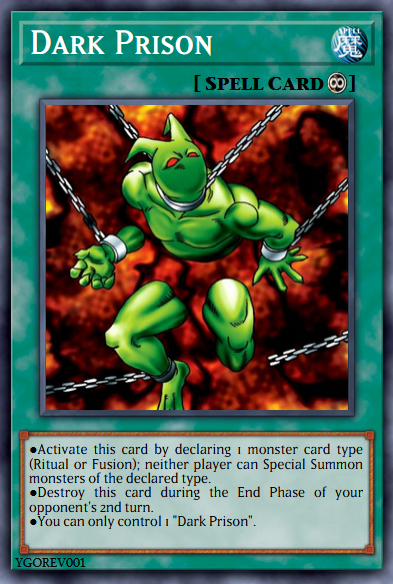 Dark Prison
SPELL
魔
[ Spell Card ]
●Activate this card by declaring 1 monster card type
(Ritual or Fusion); neither player can Special Summon
monsters of the declared type.
●Destroy this card during the End Phase of your
opponent's 2nd turn.
●You can only control 1 "Dark Prison".
YGOREV001